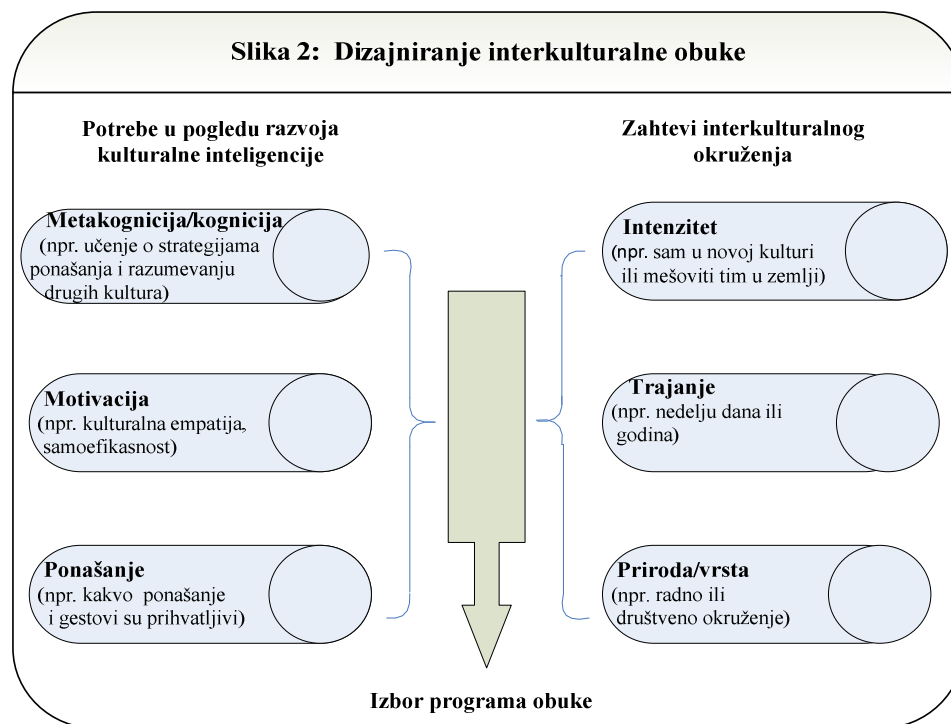 Slika 2:  Dizajniranje interkulturalne obuke
Potrebe u pogledu razvoja
kulturalne inteligencije
Metakognicija/kognicija
(npr. učenje o strategijama
ponašanja i razumevanju
drugih kultura)
Motivacija
(npr. kulturalna empatija,
samoefikasnost)
Ponašanje
(npr. kakvo  ponašanje
i gestovi su prihvatljivi)
Zahtevi interkulturalnog
okruženja
Intenzitet
(npr. sam u novoj kulturi
ili mešoviti tim u zemlji)
Trajanje
(npr. nedelju dana ili
godina)
Priroda/vrsta
(npr. radno ili
društveno okruženje)
Izbor programa obuke